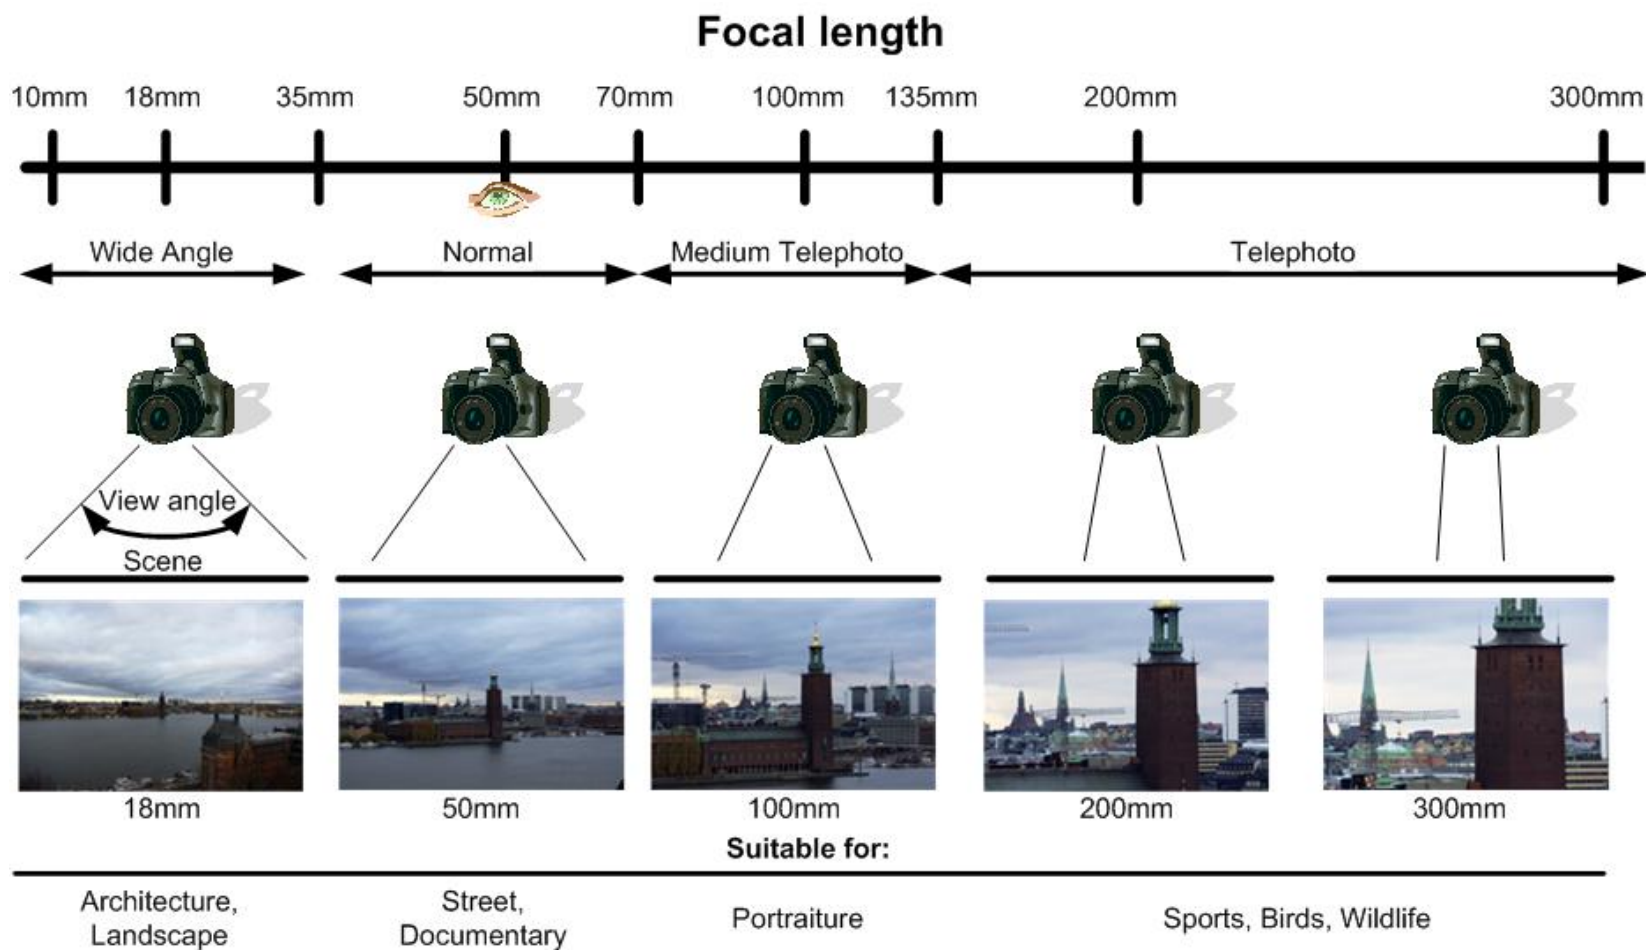 Focal length
10mm 18mm 35mm 50mm 70mm 100mm 135mm 200mm 300mm
Wide Angle Normal Medium Telephoto Telephoto
View angle
Scene
18mm 50mm 100mm 200mm 300mm
Suitable for:
Architecture, Street, Portraiture Sports, Birds, Wildlife
Landscape Documentary